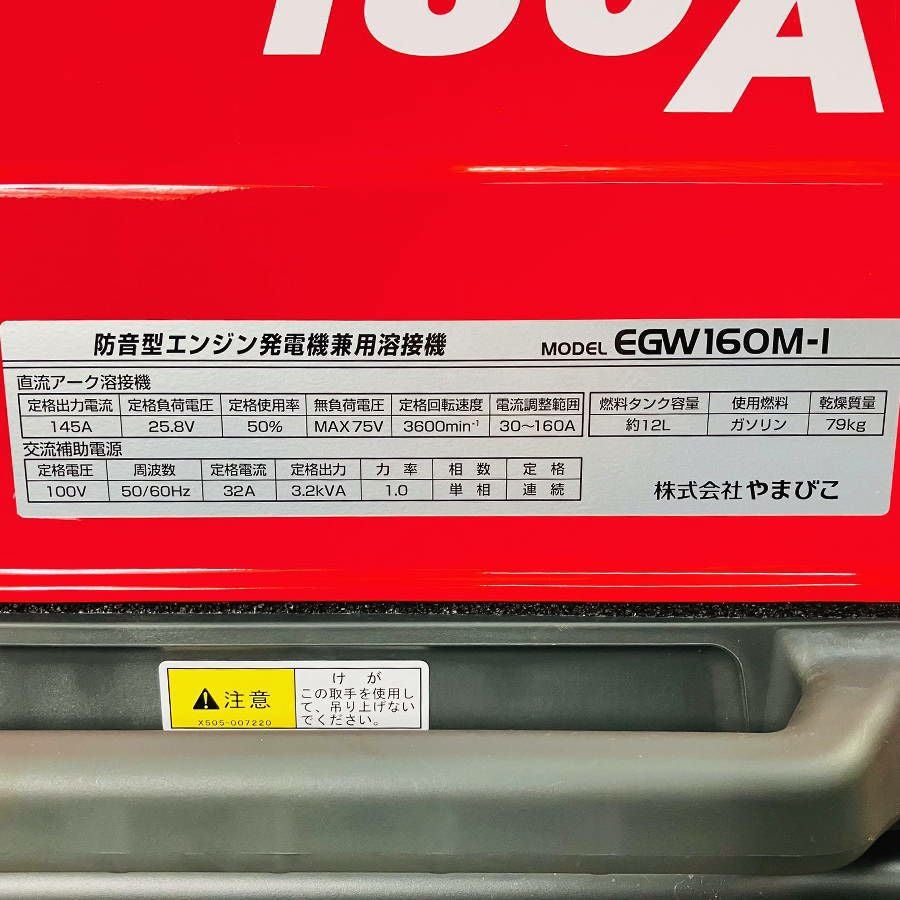 160A
防音型エンジン発電機兼用溶接機 MODEL EGW160M-I
直流アーク溶接機
定格出力電流 定格負荷電圧 定格使用率 無負荷電圧 定格回転速度 電流調整範囲 燃料タンク容量 使用燃料 乾燥質量
145A 25.8V 50% MAX75V 3600min⁻¹ 30～160A 約12L ガソリン 79kg
交流補助電源
定格電圧 周波数 定格電流 定格出力 力率 相数 定格
100V 50/60Hz 32A 3.2kVA 1.0 単相 連続
株式会社 やまびこ
注意
X505-007220
けが
この取手を使用し
て、吊り上げない
でください。